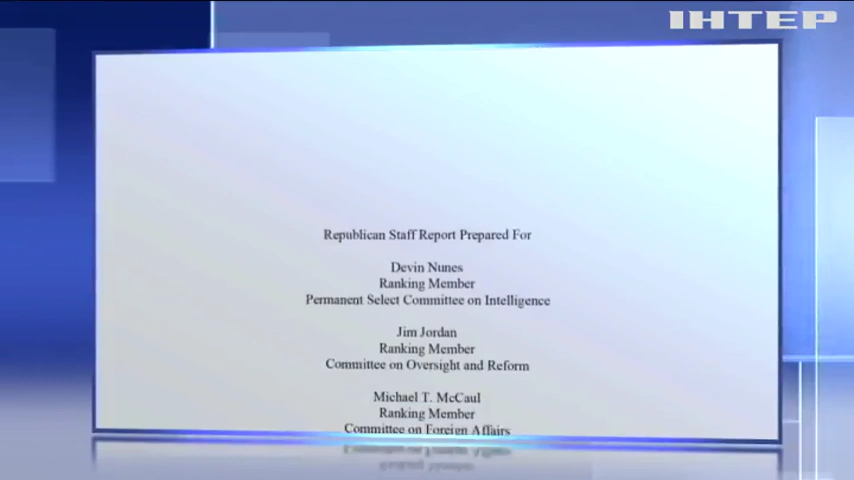 ІНТЕР
Republican Staff Report Prepared For
Devin Nunes
Ranking Member
Permanent Select Committee on Intelligence
Jim Jordan
Ranking Member
Committee on Oversight and Reform
Michael T. McCaul
Ranking Member
Committee on Foreign Affairs